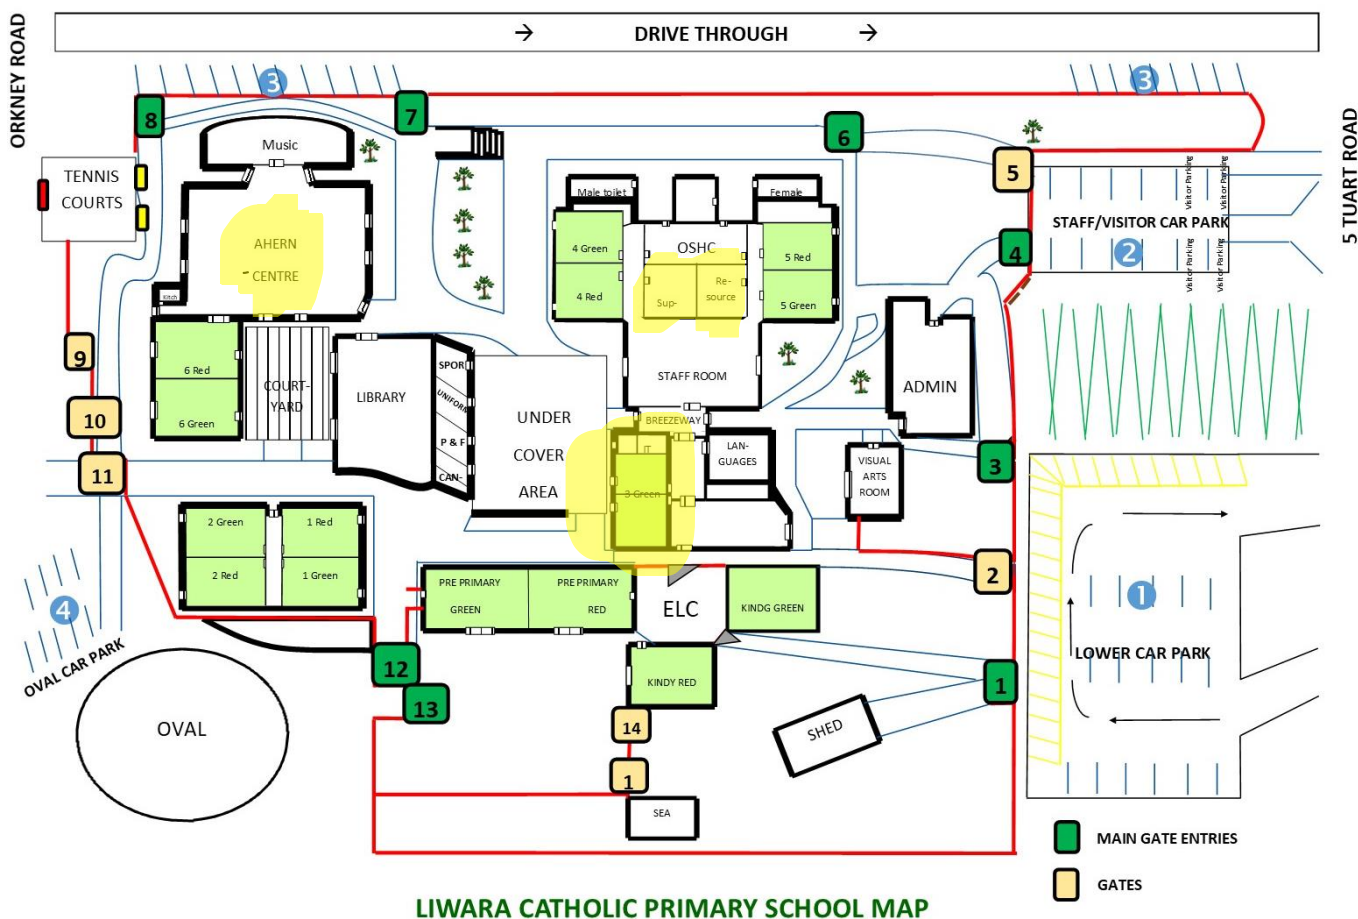 ORKNEY ROAD
→ DRIVE THROUGH →
5 TUART ROAD
3
3
8
7
6
5
4
Music
TENNIS
COURTS
AHERN
CENTRE
Kitch
Male toilet
Female
4 Green
4 Red
OSHC
Sup-
Re-
source
5 Red
5 Green
STAFF ROOM
Visitor Parking
Visitor Parking
STAFF/VISITOR CAR PARK
2
Visitor Parking
Visitor Parking
9
10
11
6 Red
6 Green
COURT-
YARD
LIBRARY
SPOR
UNIFORM
P & F
CAN-
UNDER
COVER
AREA
BREEZEWAY
IT
3 Green
LAN-
GUAGES
ADMIN
VISUAL
ARTS
ROOM
3
2
2 Green
1 Red
2 Red
1 Green
4
OVAL CAR PARK
OVAL
PRE PRIMARY
GREEN
PRE PRIMARY
RED
ELC
KINDG GREEN
KINDY RED
12
13
14
1
SEA
SHED
1
1
LOWER CAR PARK
MAIN GATE ENTRIES
GATES
LIWARA CATHOLIC PRIMARY SCHOOL MAP